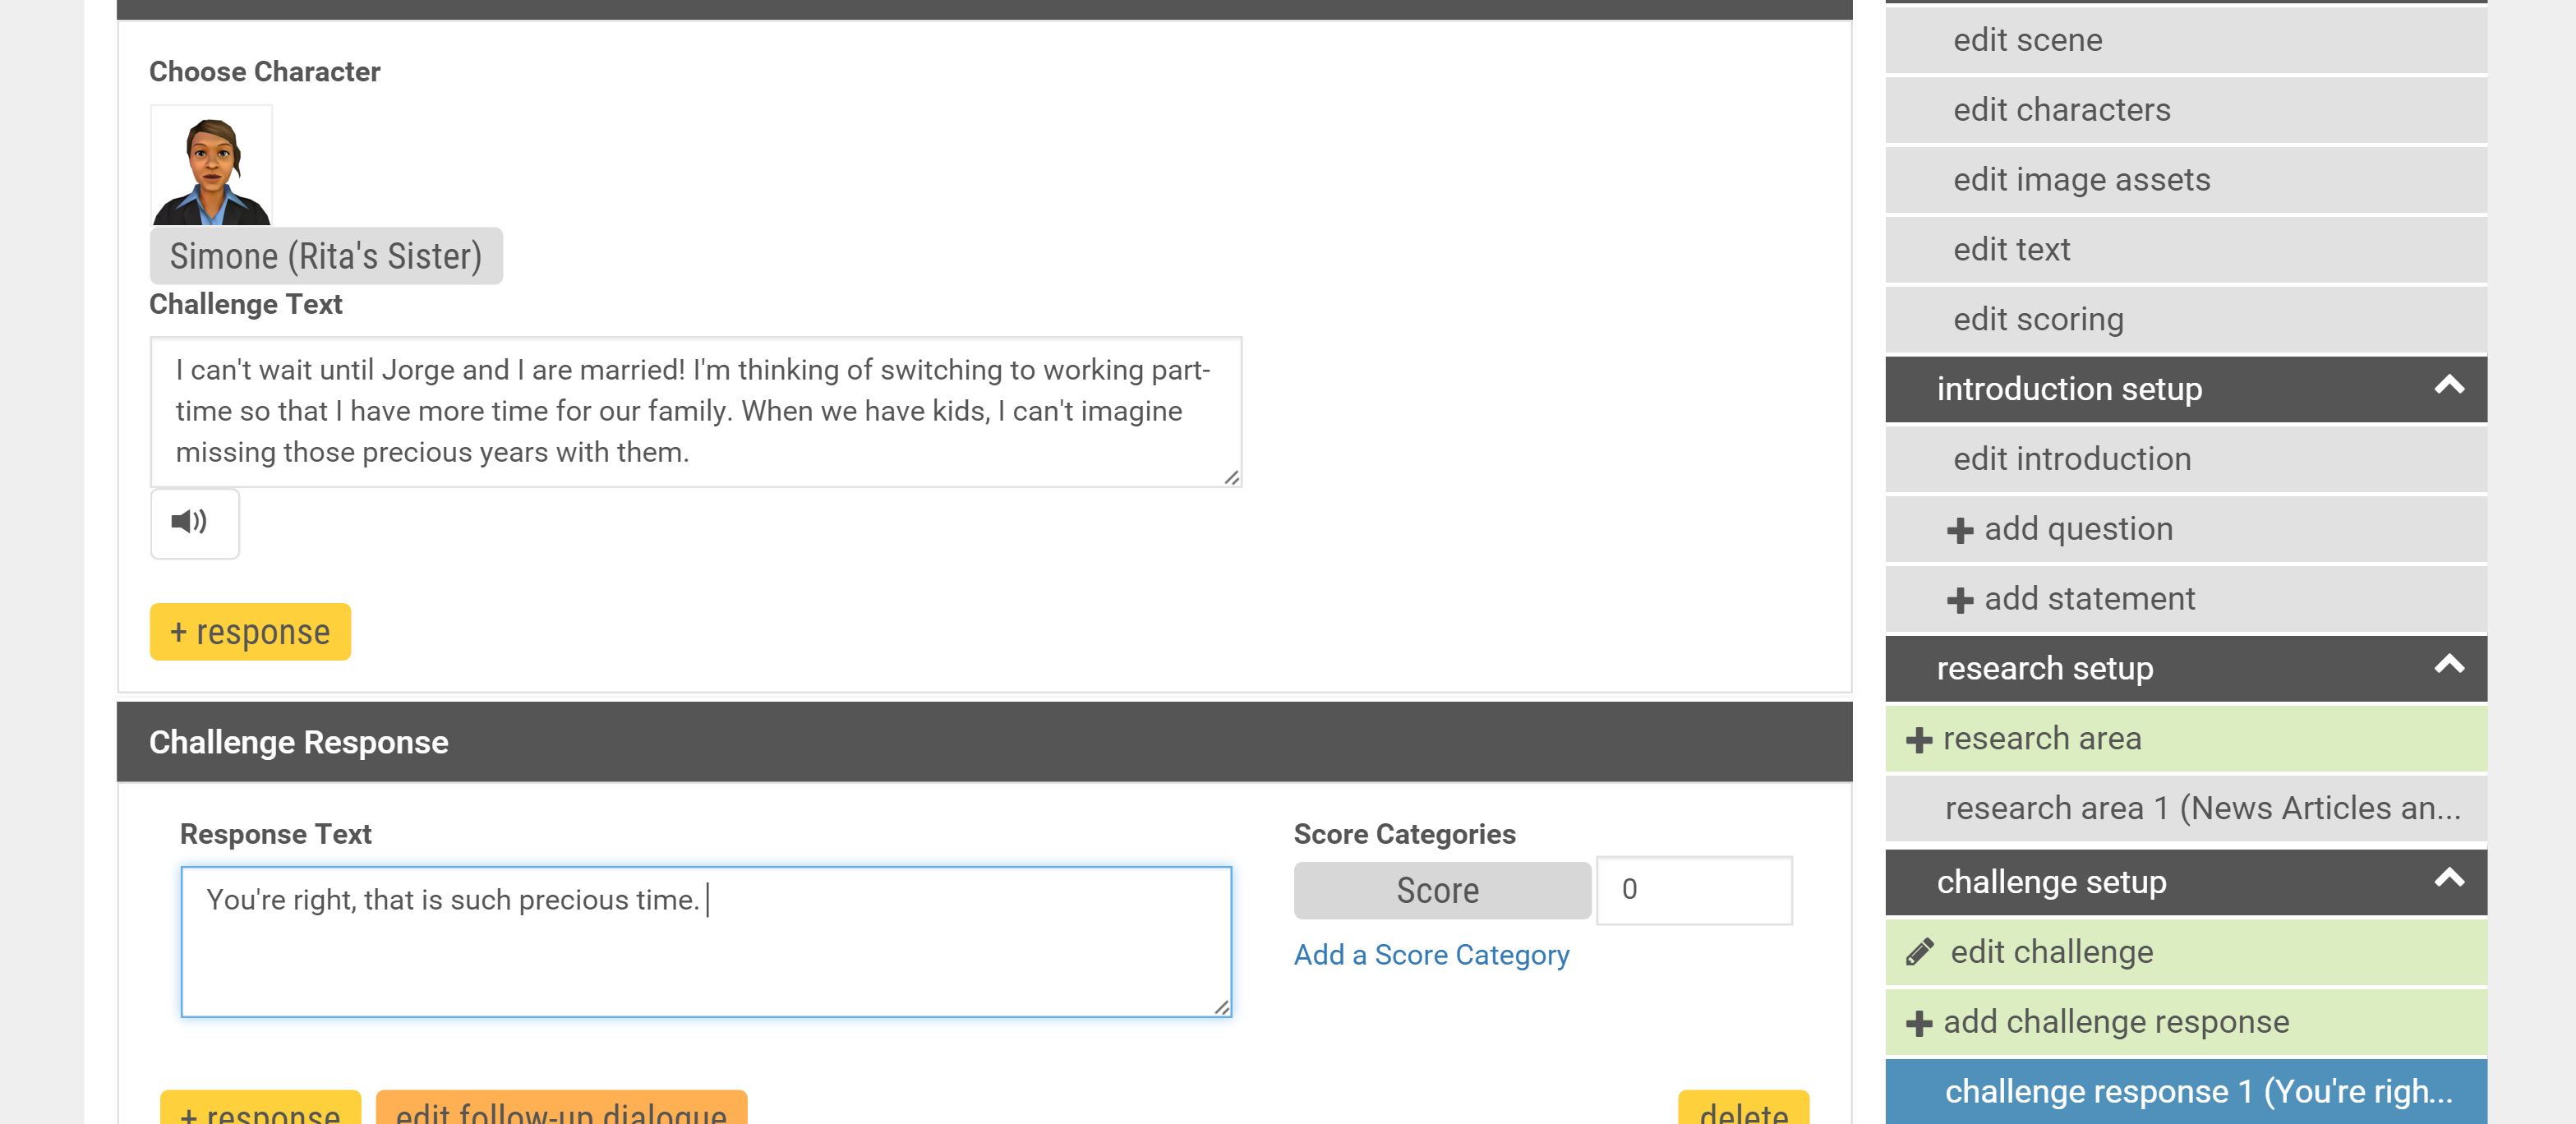 Choose Character
Simone (Rita's Sister)
Challenge Text
I can't wait until Jorge and I are married! I'm thinking of switching to working part-
time so that I have more time for our family. When we have kids, I can't imagine
missing those precious years with them.
+ response
Challenge Response
Response Text
You're right, that is such precious time.
Score Categories
Score
0
Add a Score Category
+ response
edit follow-up dialogue
delete
edit scene
edit characters
edit image assets
edit text
edit scoring
introduction setup
edit introduction
add question
add statement
research setup
research area
research area 1 (News Articles an...
challenge setup
edit challenge
add challenge response
challenge response 1 (You're righ...